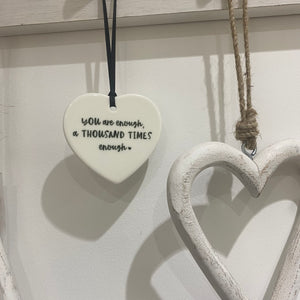 you are enough,
a THOUSAND TIMES
enough ♥